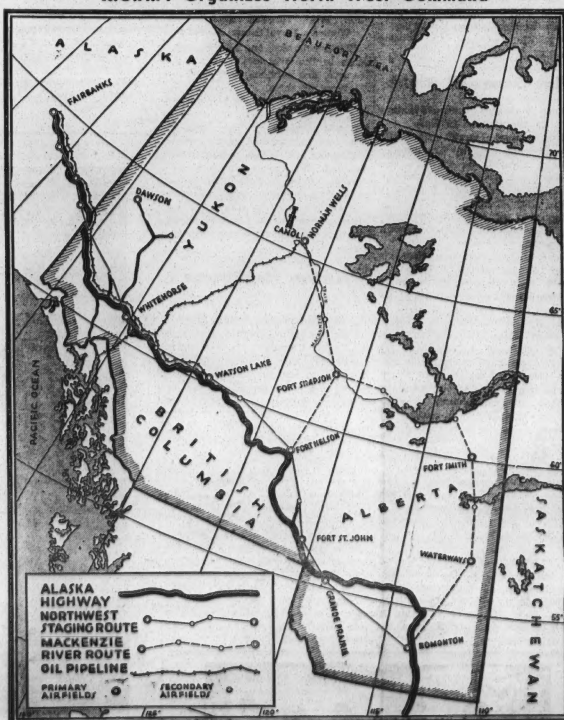 Organizes North West Command
ALASKA
BEAUFORT SEA
FAIRBANKS
70°
DAWSON
YUKON
CANOL
NORMAN WELLS
65°
WHITEHORSE
PACIFIC OCEAN
WATSON LAKE
FORT SIMPSON
BRITISH
COLUMBIA
FORT NELSON
60°
FORT SMITH
ALBERTA
SASKATCHEWAN
FORT ST. JOHN
WATERWAYS
GRANDE PRAIRIE
55°
EDMONTON
ALASKA
HIGHWAY
NORTHWEST
STAGING ROUTE
MACKENZIE
RIVER ROUTE
OIL PIPELINE
PRIMARY
AIRFIELDS
SECONDARY
AIRFIELDS
125°
120°
115°
110°